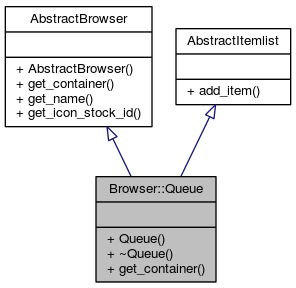 AbstractBrowser
+ AbstractBrowser()
+ get_container()
+ get_name()
+ get_icon_stock_id()
AbstractItemlist
+ add_item()
Browser::Queue
+ Queue()
+ ~Queue()
+ get_container()